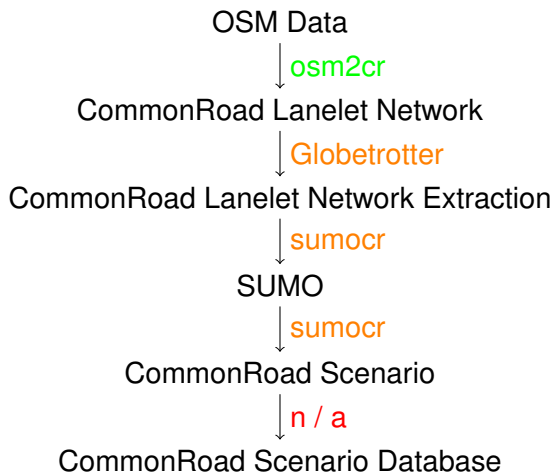 OSM Data
osm2cr
CommonRoad Lanelet Network
Globetrotter
CommonRoad Lanelet Network Extraction
sumocr
SUMO
sumocr
CommonRoad Scenario
n / a
CommonRoad Scenario Database